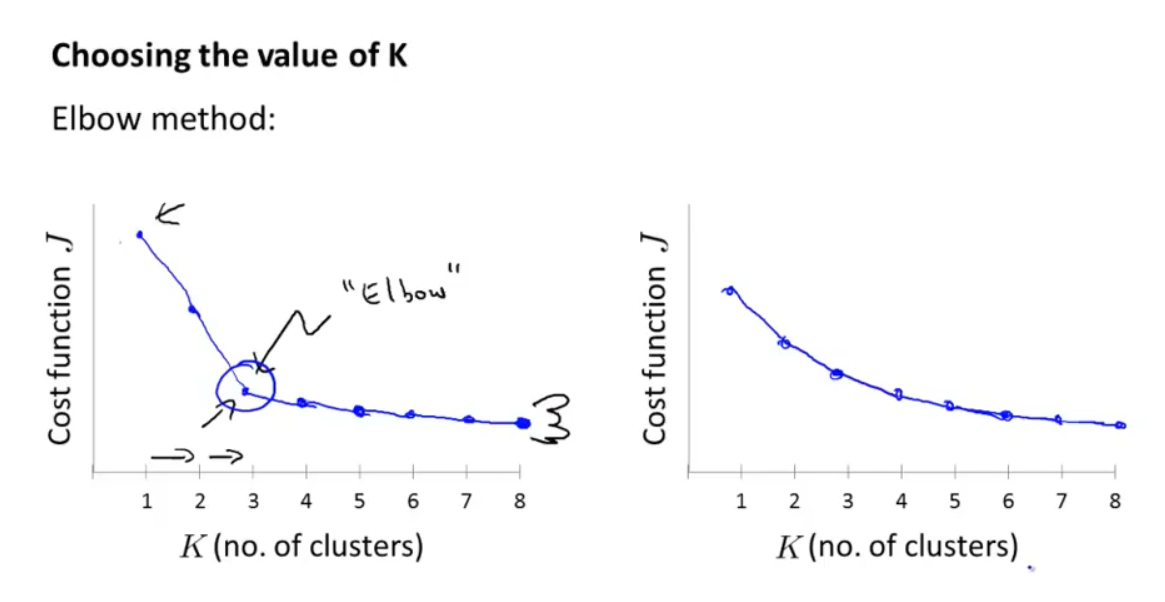 Choosing the value of K
Elbow method:
"Elbow"
Cost function J
1 2 3 4 5 6 7 8
K (no. of clusters)
Cost function J
1 2 3 4 5 6 7 8
K (no. of clusters)